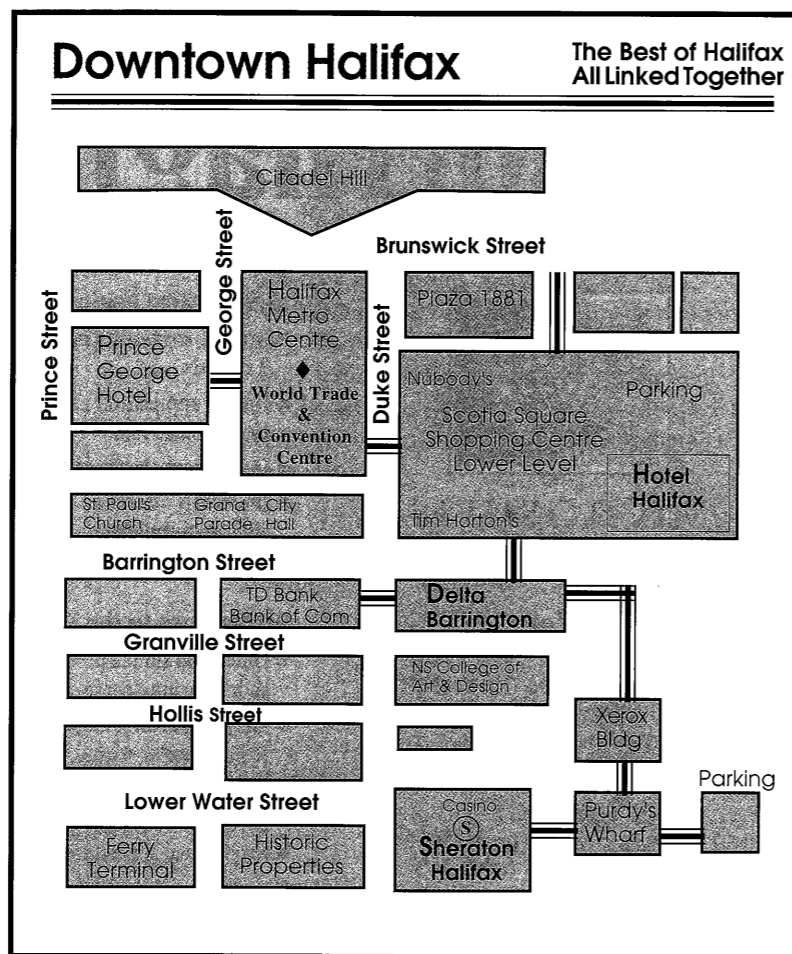 Downtown Halifax
The Best of Halifax
All Linked Together
Citadel Hill
Brunswick Street
George Street
Prince Street
Duke Street
Halifax
Metro
Centre
World Trade
&
Convention
Centre
Prince
George
Hotel
Plaza 1881
Nubody's
Parking
Scotia Square
Shopping Centre
Lower Level
Hotel
Halifax
Tim Horton's
St. Paul's
Church
Grand
Parade
City
Hall
Barrington Street
TD Bank
Bank of Com
Delta
Barrington
Granville Street
NS College of
Art & Design
Hollis Street
Xerox
Bldg
Lower Water Street
Parking
Casino
S
Sheraton
Halifax
Purdy's
Wharf
Ferry
Terminal
Historic
Properties